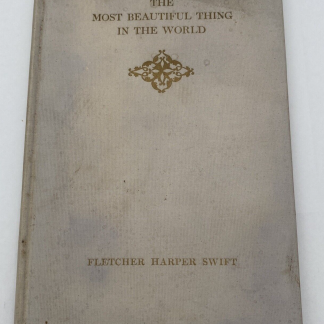 THE
MOST BEAUTIFUL THING
IN THE WORLD
FLETCHER HARPER SWIFT